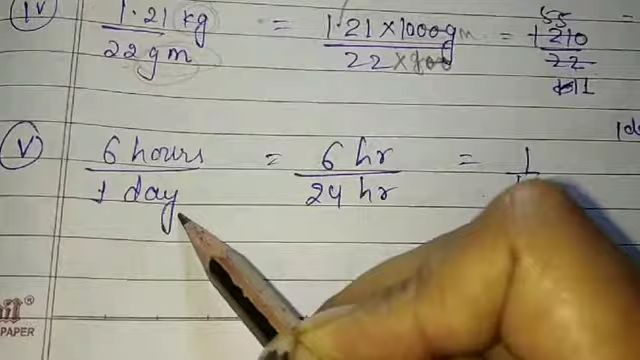 iv) 1.21 kg / 22 gm = 1.21 × 1000 gm / 22 = 1210 / 22
55
11
v) 6 hours / 1 day = 6 hr / 24 hr = 1
PAPER